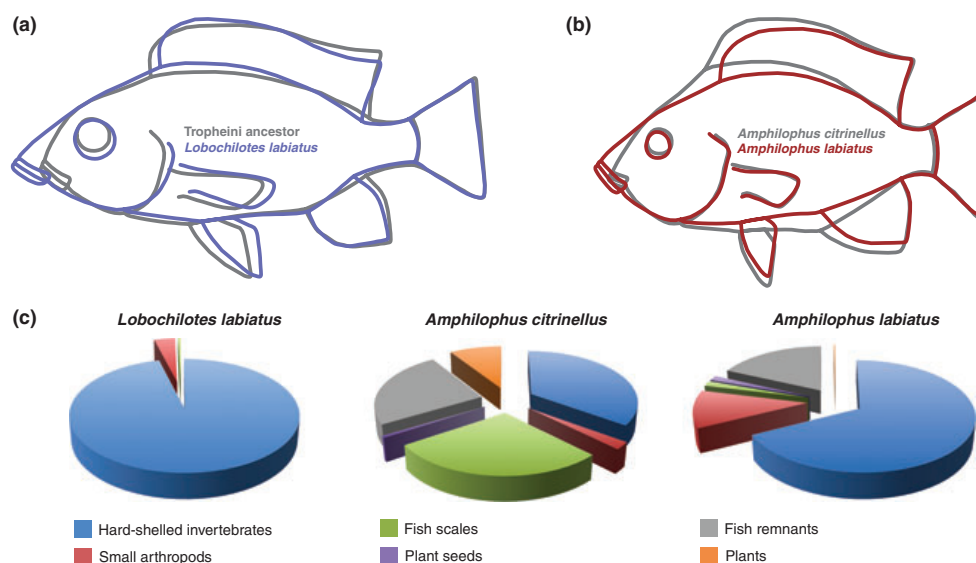 (a)
Tropheini ancestor
Lobochilotes labiatus
(b)
Amphilophus citrinellus
Amphilophus labiatus
(c)
Lobochilotes labiatus
Amphilophus citrinellus
Amphilophus labiatus
Hard-shelled invertebrates
Small arthropods
Fish scales
Plant seeds
Fish remnants
Plants